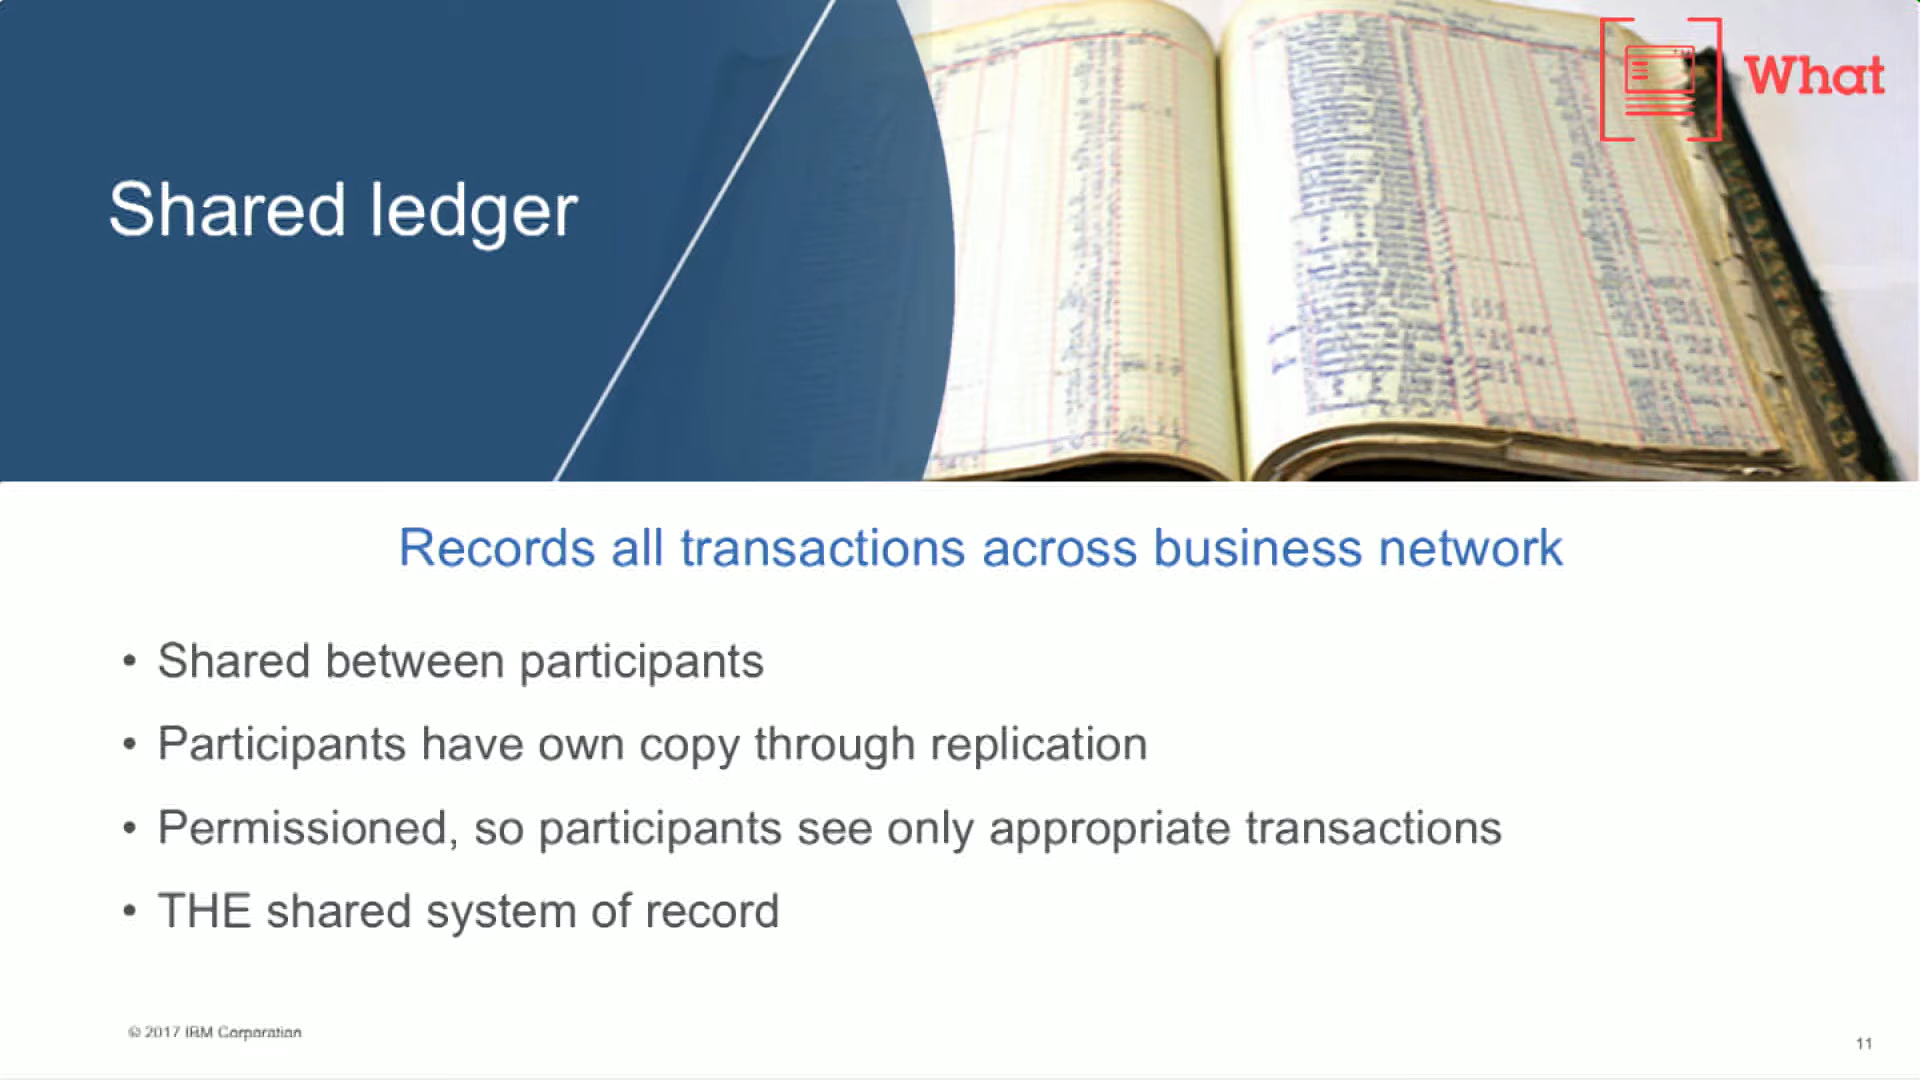 What
Shared ledger
Records all transactions across business network
• Shared between participants
• Participants have own copy through replication
• Permissioned, so participants see only appropriate transactions
• THE shared system of record
© 2017 IBM Corporation
11